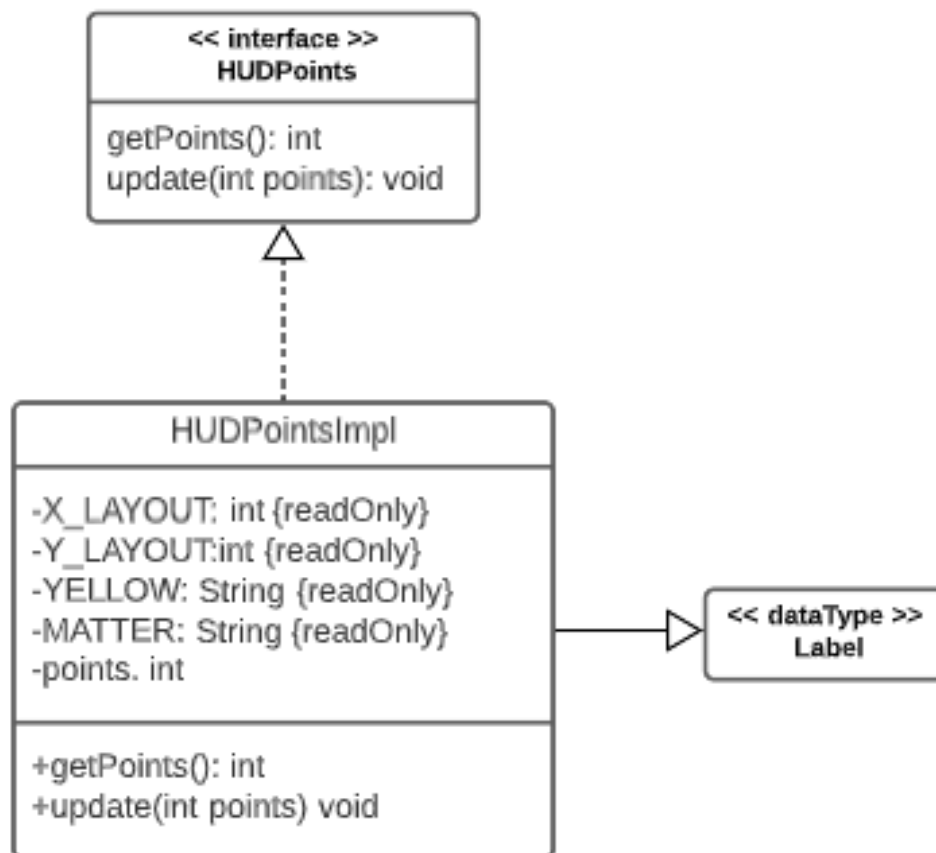 << interface >>
HUDPoints
getPoints(): int
update(int points): void
HUDPointsImpl
-X_LAYOUT: int {readOnly}
-Y_LAYOUT:int {readOnly}
-YELLOW: String {readOnly}
-MATTER: String {readOnly}
-points. int
+getPoints(): int
+update(int points) void
<< dataType >>
Label